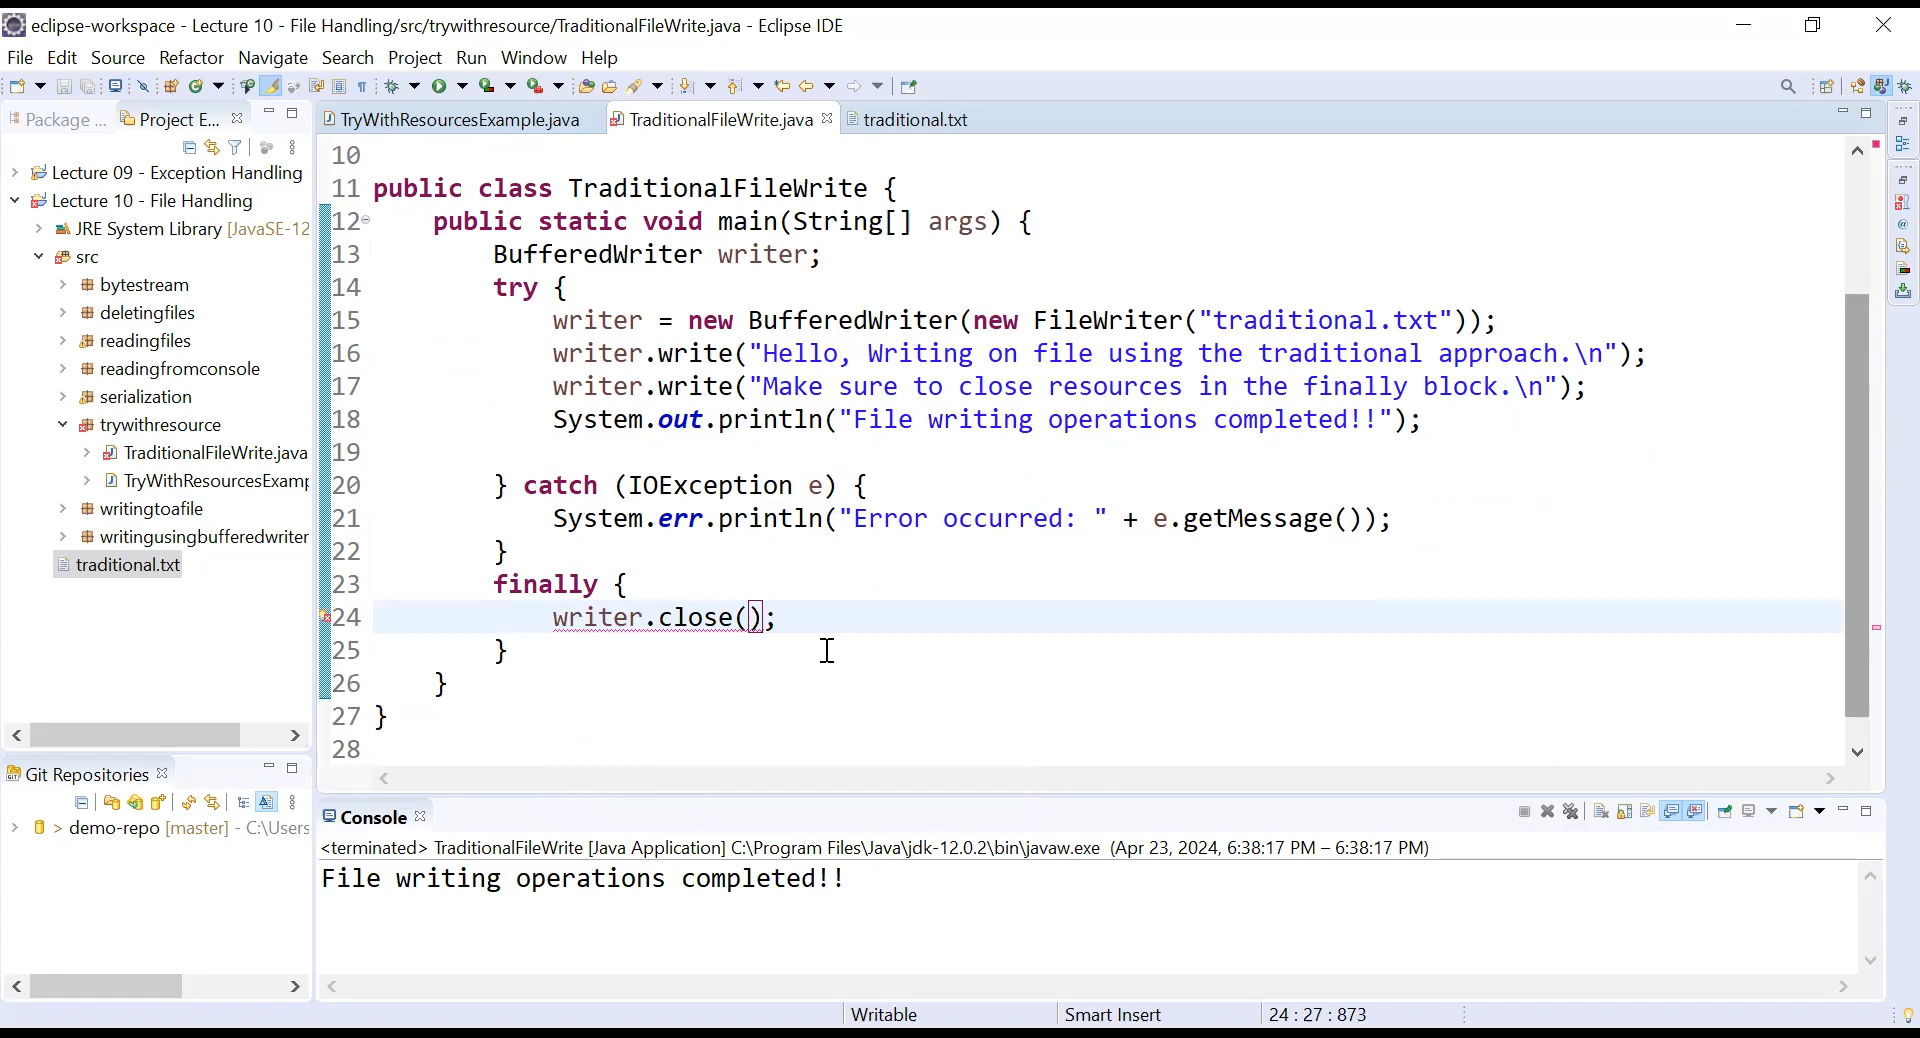 eclipse-workspace - Lecture 10 - File Handling/src/trywithresource/TraditionalFileWrite.java - Eclipse IDE
File Edit Source Refactor Navigate Search Project Run Window Help
Package ... Project E...
TryWithResourcesExample.java TraditionalFileWrite.java traditional.txt
Lecture 09 - Exception Handling
Lecture 10 - File Handling
JRE System Library [JavaSE-12
src
bytestream
deletingfiles
readingfiles
readingfromconsole
serialization
trywithresource
TraditionalFileWrite.java
TryWithResourcesExamp
writingtoafile
writingusingbufferedwriter
traditional.txt
10
11 public class TraditionalFileWrite {
12 public static void main(String[] args) {
13 BufferedWriter writer;
14 try {
15 writer = new BufferedWriter(new FileWriter("traditional.txt"));
16 writer.write("Hello, Writing on file using the traditional approach.\n");
17 writer.write("Make sure to close resources in the finally block.\n");
18 System.out.println("File writing operations completed!!");
19
20 } catch (IOException e) {
21 System.err.println("Error occurred: " + e.getMessage());
22 }
23 finally {
24 writer.close();
25 }
26 }
27 }
28
Git Repositories
> demo-repo [master] - C:\Users
Console
<terminated> TraditionalFileWrite [Java Application] C:\Program Files\Java\jdk-12.0.2\bin\javaw.exe (Apr 23, 2024, 6:38:17 PM – 6:38:17 PM)
File writing operations completed!!
Writable Smart Insert 24 : 27 : 873